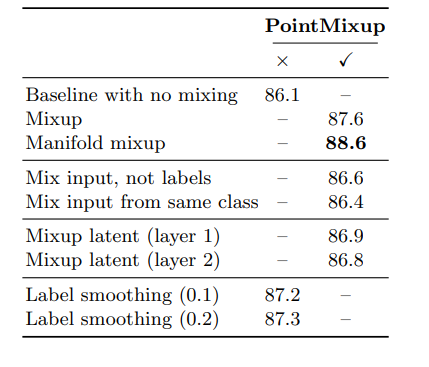 PointMixup
× ✓
Baseline with no mixing 86.1 –
Mixup – 87.6
Manifold mixup – 88.6
Mix input, not labels – 86.6
Mix input from same class – 86.4
Mixup latent (layer 1) – 86.9
Mixup latent (layer 2) – 86.8
Label smoothing (0.1) 87.2 –
Label smoothing (0.2) 87.3 –